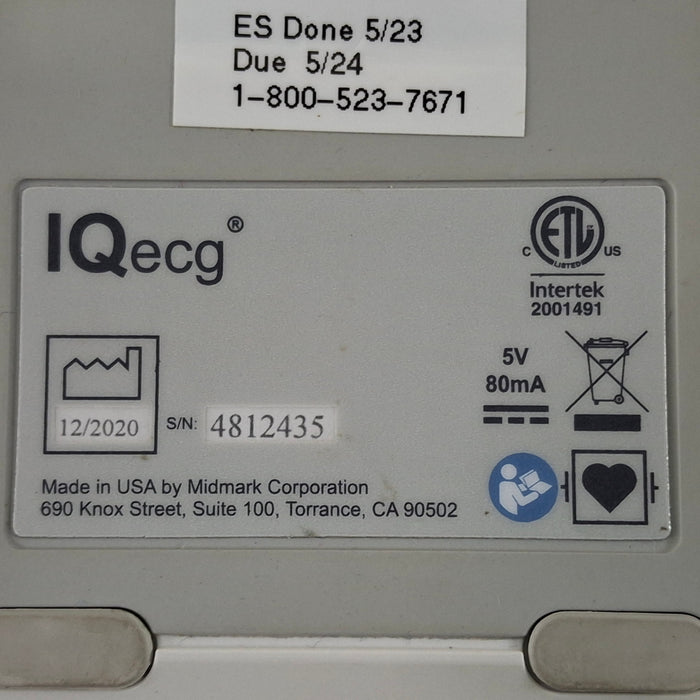 ES Done 5/23
Due 5/24
1-800-523-7671
IQecg®
ETL
C LISTED US
Intertek
2001491
5V
80mA
12/2020 S/N: 4812435
Made in USA by Midmark Corporation
690 Knox Street, Suite 100, Torrance, CA 90502